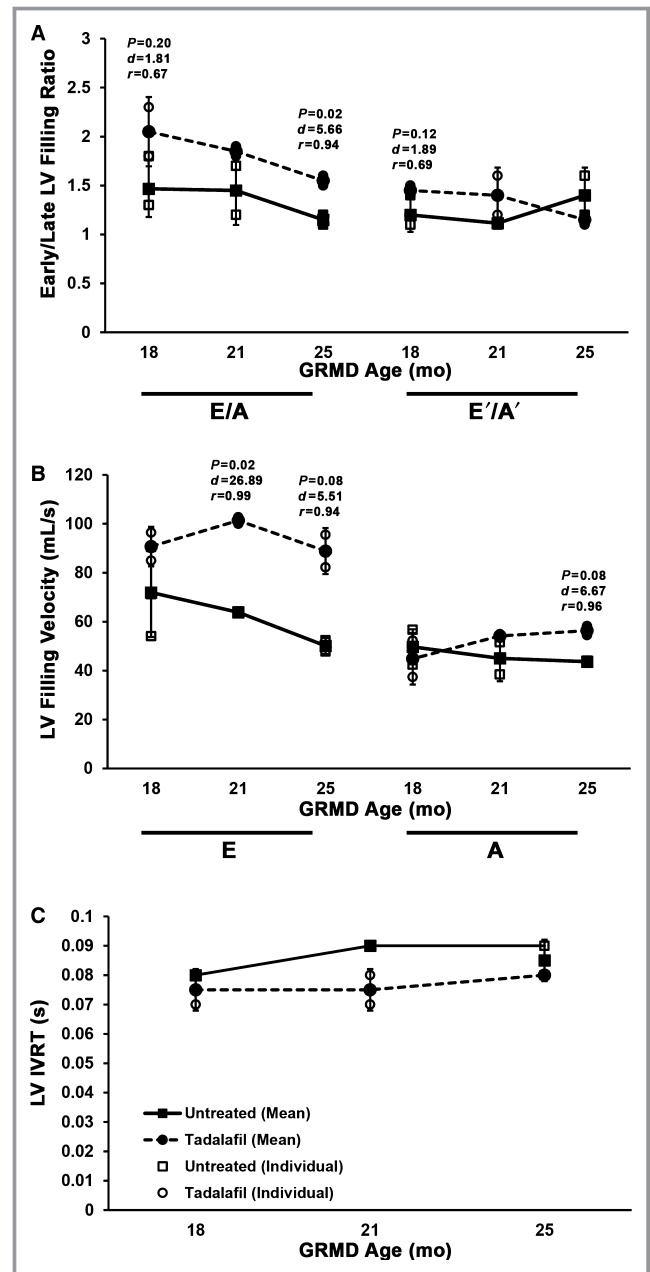 A
Early/Late LV Filling Ratio
3
2.5
2
1.5
1
0.5
0
P=0.20
d=1.81
r=0.67
P=0.02
d=5.66
r=0.94
P=0.12
d=1.89
r=0.69
18 21 25 18 21 25
GRMD Age (mo)
E/A E′/A′
B
LV Filling Velocity (mL/s)
120
100
80
60
40
20
0
P=0.02
d=26.89
r=0.99
P=0.08
d=5.51
r=0.94
P=0.08
d=6.67
r=0.96
18 21 25 18 21 25
GRMD Age (mo)
E A
C
LV IVRT (s)
0.1
0.09
0.08
0.07
0.06
0.05
0.04
0.03
0.02
0.01
0
Untreated (Mean)
Tadalafil (Mean)
Untreated (Individual)
Tadalafil (Individual)
18 21 25
GRMD Age (mo)